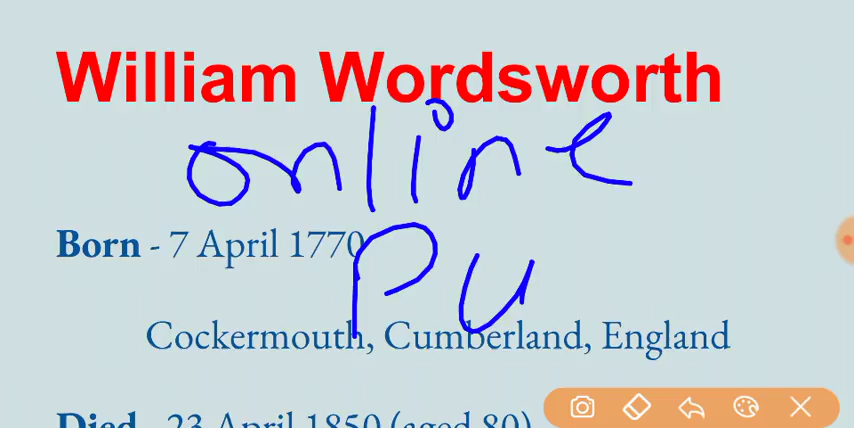 William Wordsworth
online
Born - 7 April 1770
PU
Cockermouth, Cumberland, England
Died - 23 April 1850 (aged 80)